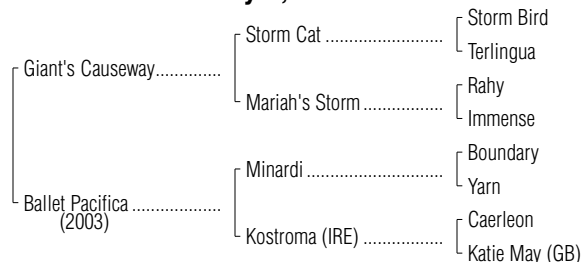 Storm Bird
Storm Cat ......................
Terlingua
Giant's Causeway..............
Rahy
Mariah's Storm ..................
Immense
Boundary
Minardi ..........................
Yarn
Ballet Pacifica ..................
(2003)
Caerleon
Kostroma (IRE) ..................
Katie May (GB)